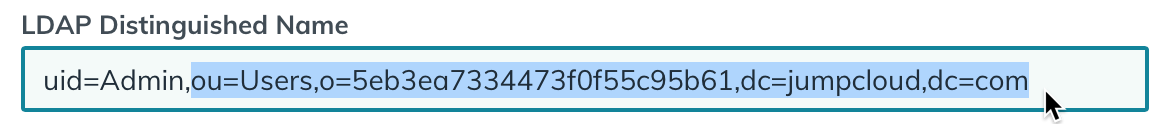 LDAP Distinguished Name
uid=Admin,ou=Users,o=5eb3ea7334473f0f55c95b61,dc=jumpcloud,dc=com